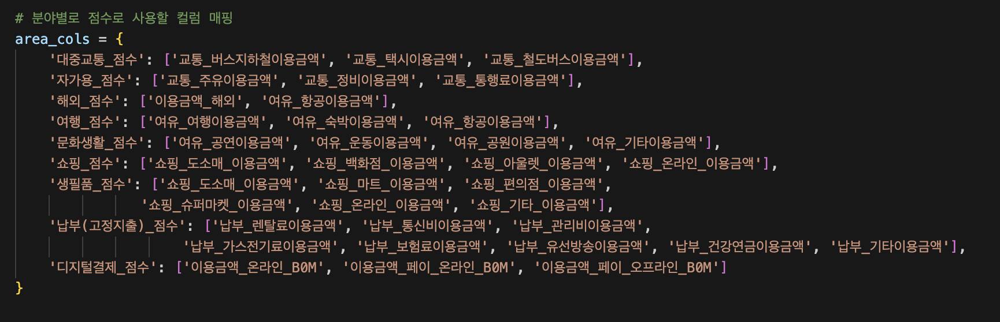 # 분야별로 점수로 사용할 컬럼 매핑
area_cols = {
'대중교통_점수': ['교통_버스지하철이용금액', '교통_택시이용금액', '교통_철도버스이용금액'],
'자가용_점수': ['교통_주유이용금액', '교통_정비이용금액', '교통_통행료이용금액'],
'해외_점수': ['이용금액_해외', '여유_항공이용금액'],
'여행_점수': ['여유_여행이용금액', '여유_숙박이용금액', '여유_항공이용금액'],
'문화생활_점수': ['여유_공연이용금액', '여유_운동이용금액', '여유_공원이용금액', '여유_기타이용금액'],
'쇼핑_점수': ['쇼핑_도소매_이용금액', '쇼핑_백화점_이용금액', '쇼핑_아울렛_이용금액', '쇼핑_온라인_이용금액'],
'생필품_점수': ['쇼핑_도소매_이용금액', '쇼핑_마트_이용금액', '쇼핑_편의점_이용금액',
'쇼핑_슈퍼마켓_이용금액', '쇼핑_온라인_이용금액', '쇼핑_기타_이용금액'],
'납부(고정지출)_점수': ['납부_렌탈료이용금액', '납부_통신비이용금액', '납부_관리비이용금액',
'납부_가스전기료이용금액', '납부_보험료이용금액', '납부_유선방송이용금액', '납부_건강연금이용금액', '납부_기타이용금액'],
'디지털결제_점수': ['이용금액_온라인_B0M', '이용금액_페이_온라인_B0M', '이용금액_페이_오프라인_B0M']
}